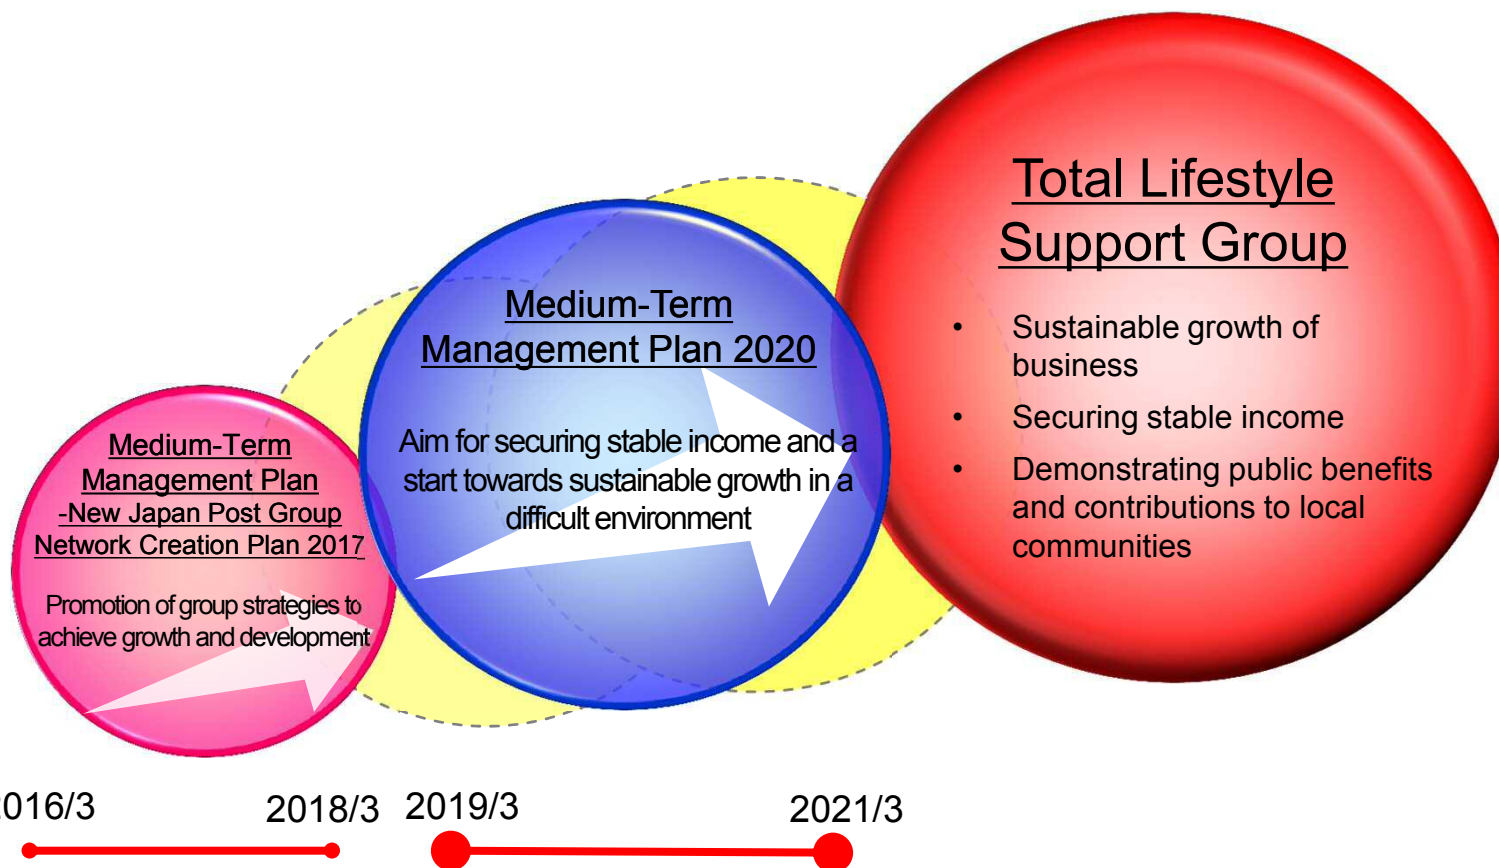 Total Lifestyle
Support Group
• Sustainable growth of
business
• Securing stable income
• Demonstrating public benefits
and contributions to local
communities
Medium-Term
Management Plan 2020
Aim for securing stable income and a
start towards sustainable growth in a
difficult environment
Medium-Term
Management Plan
-New Japan Post Group
Network Creation Plan 2017
Promotion of group strategies to
achieve growth and development
016/3
2018/3
2019/3
2021/3